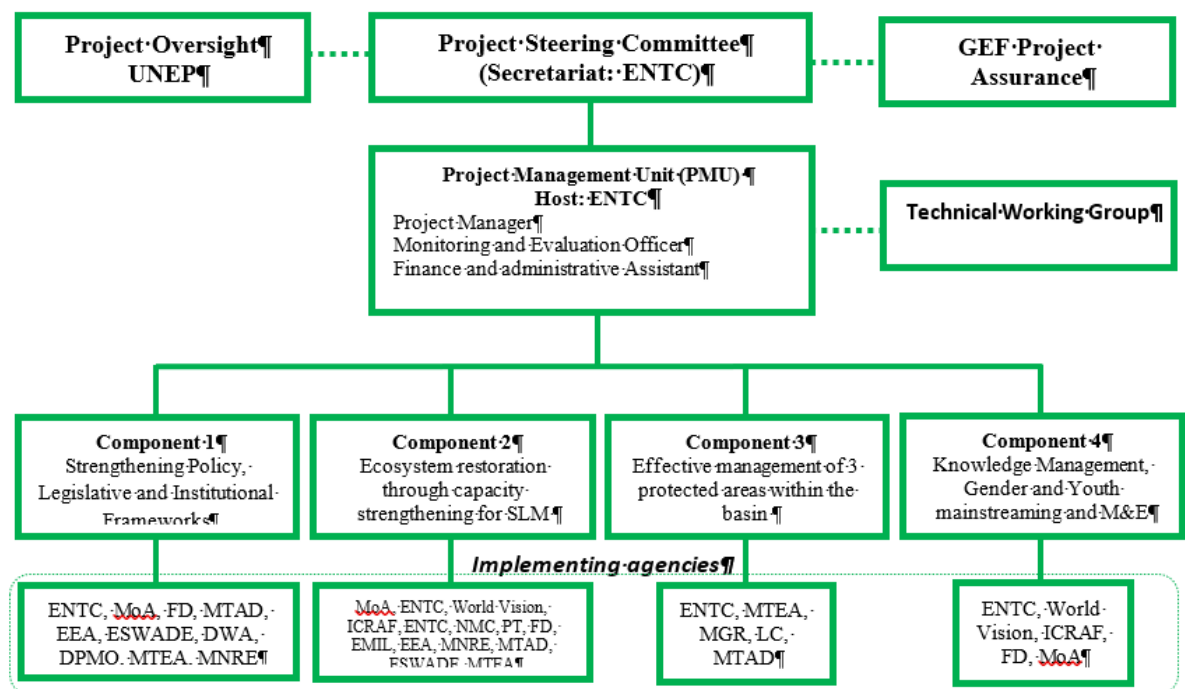 Project·Oversight¶
UNEP¶
Project·Steering·Committee¶
(Secretariat:·ENTC)¶
GEF·Project·
Assurance¶
Project·Management·Unit·(PMU)·¶
Host:·ENTC¶
Project·Manager¶
Monitoring·and·Evaluation·Officer¶
Finance·and·administrative·Assistant¶
Technical·Working·Group¶
Component·1¶
Strengthening·Policy,·
Legislative·and·Institutional·
Frameworks¶
Component·2¶
Ecosystem·restoration·
through·capacity·
strengthening·for·SLM·¶
Component·3¶
Effective·management·of·3·
protected·areas·within·the·
basin·¶
Component·4¶
Knowledge·Management,·
Gender·and·Youth·
mainstreaming·and·M&E¶
Implementing·agencies¶
ENTC,·MoA,·FD,·MTAD,·
EEA,·ESWADE,·DWA,·
DPMO.·MTEA.·MNRE¶
MoA,·ENTC,·World·Vision,·
ICRAF,·ENTC,·NMC,·PT,·FD,·
EMIL,·EEA,·MNRE,·MTAD,·
ESWADE,·MTEA¶
ENTC,·MTEA,·
MGR,·LC,·
MTAD¶
ENTC,·World·
Vision,·ICRAF,·
FD,·MoA¶